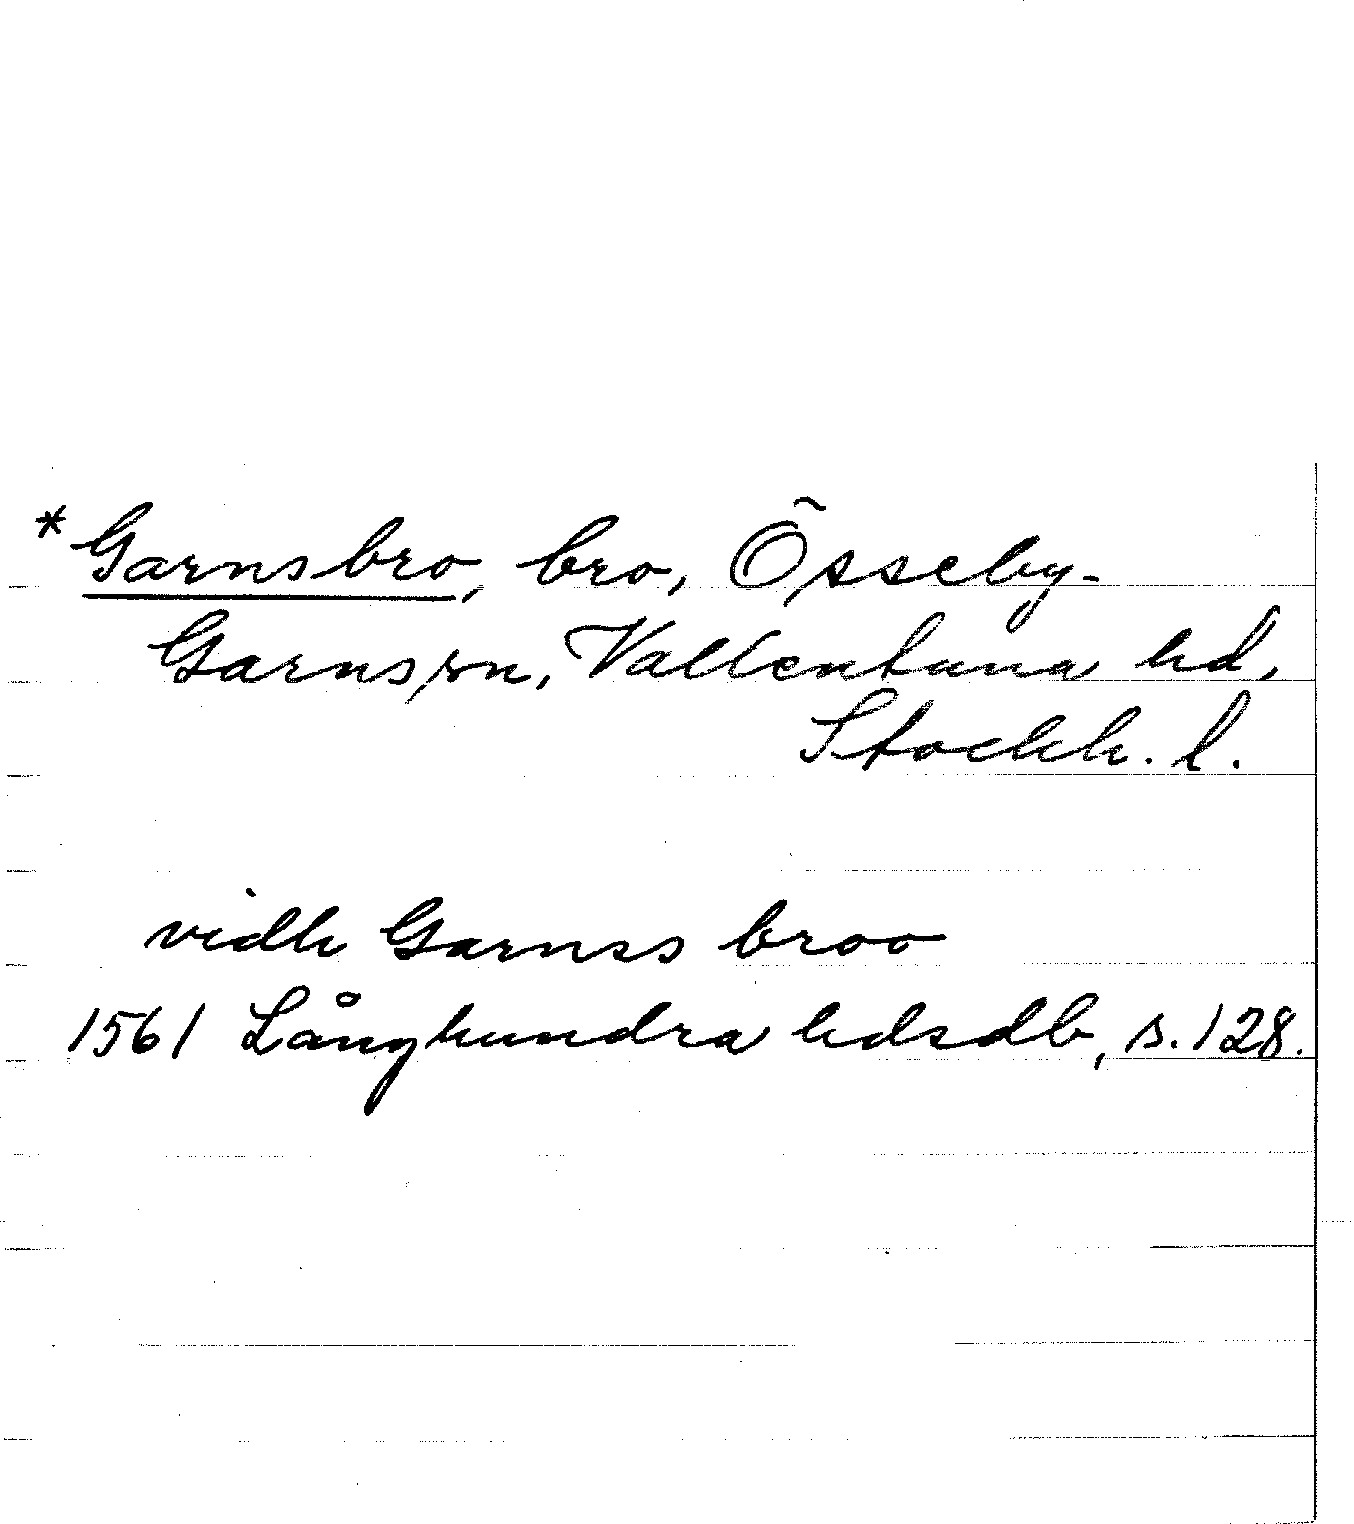 *Garnsbro, bro, Össeby-
Garns sn, Vallentuna hd,
Stockh. l.
vidh Garnss broo
1561 Långhundra hdsdb, s. 128.